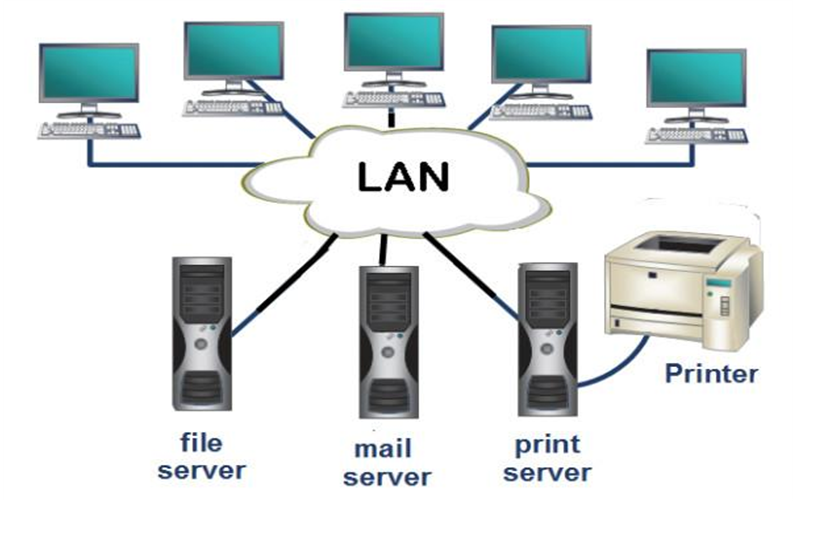 LAN
Printer
file
server
mail
server
print
server